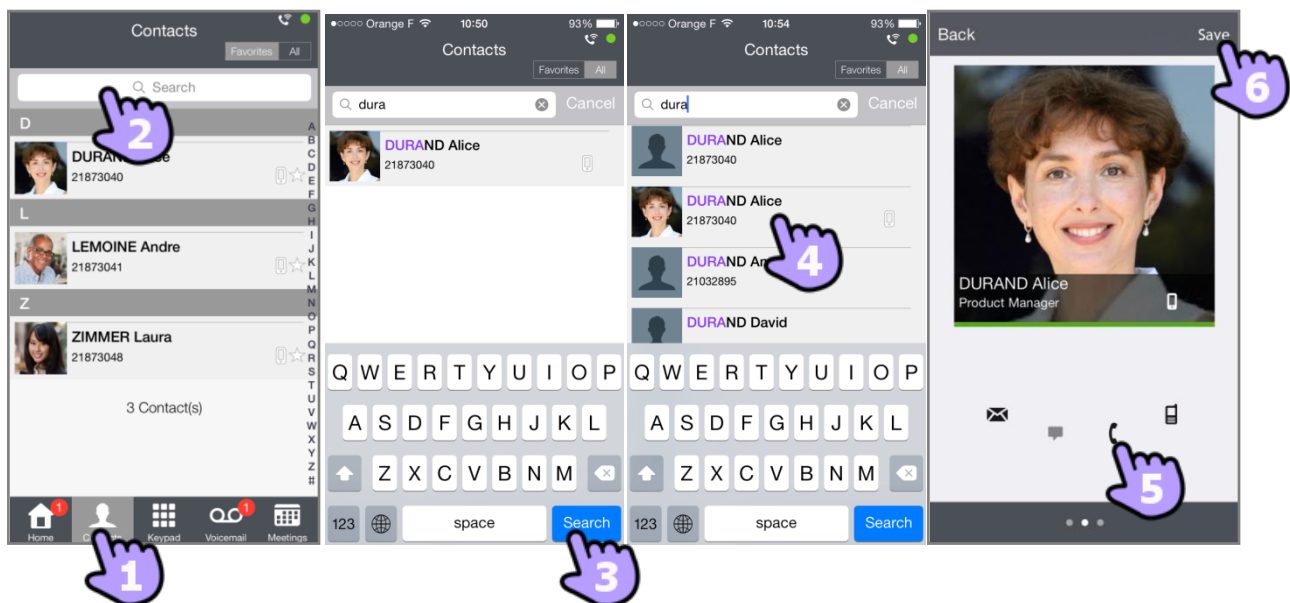 Contacts
Favorites All
Search
D
DURAN
21873040
L
LEMOINE Andre
21873041
Z
ZIMMER Laura
21873048
3 Contact(s)
A
B
C
D
E
F
G
H
I
J
K
L
M
N
O
P
Q
R
S
T
U
V
W
X
Y
Z
#
1 1
Home Keypad Voicemail Meetings
1
2
Orange F 10:50 93%
Contacts
Favorites All
dura Cancel
DURAND Alice
21873040
Q W E R T Y U I O P
A S D F G H J K L
Z X C V B N M
123 space Search
3
Orange F 10:54 93%
Contacts
Favorites All
dura Cancel
DURAND Alice
21873040
DURAND Alice
21873040
DURAND
21032895
DURAND David
4
Q W E R T Y U I O P
A S D F G H J K L
Z X C V B N M
123 space Search
Back Save
6
DURAND Alice
Product Manager
5